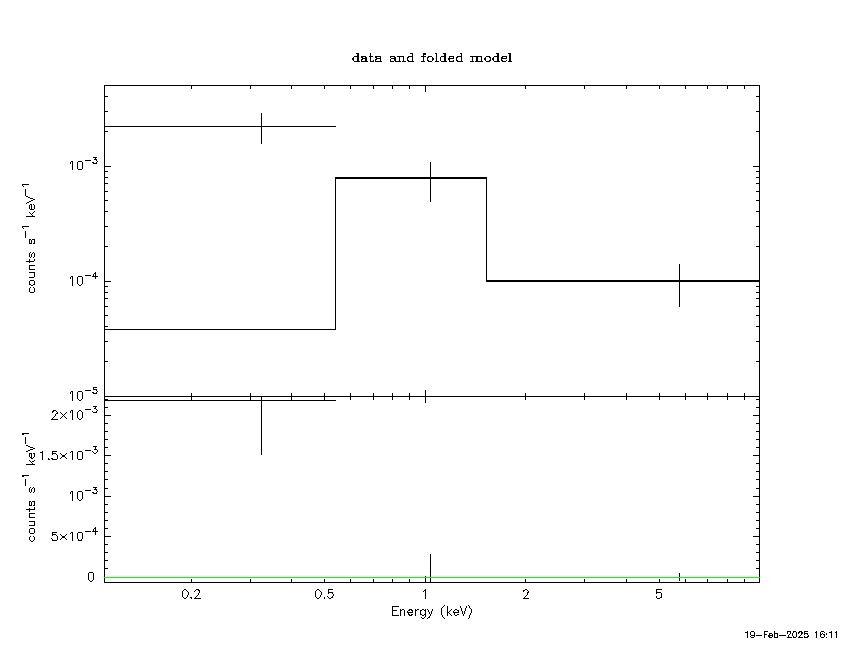 data and folded model
10−3
10−4
10−5
counts s−1 keV−1
2×10−3
1.5×10−3
10−3
5×10−4
0
counts s−1 keV−1
0.2 0.5 1 2 5
Energy (keV)
19−Feb−2025 16:11